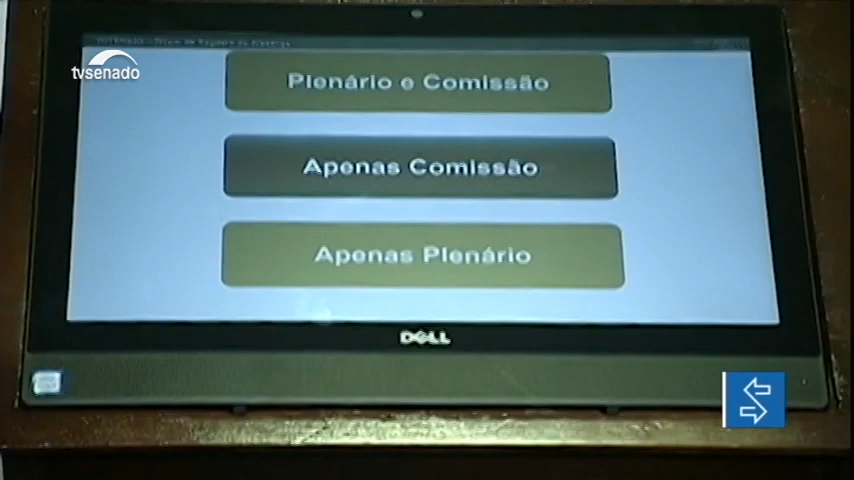 tvsenado
Plenário e Comissão
Apenas Comissão
Apenas Plenário
DELL